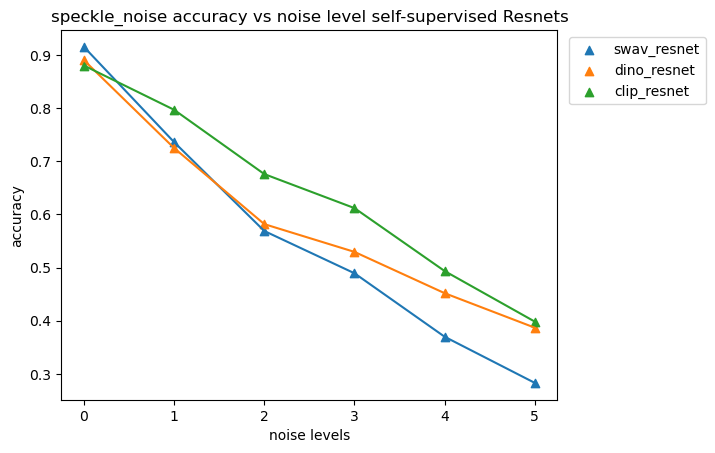 speckle_noise accuracy vs noise level self-supervised Resnets
swav_resnet
dino_resnet
clip_resnet
accuracy
0.9
0.8
0.7
0.6
0.5
0.4
0.3
0 1 2 3 4 5
noise levels